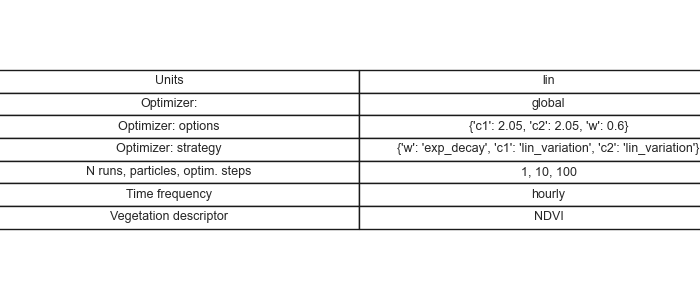 Units lin
Optimizer: global
Optimizer: options {'c1': 2.05, 'c2': 2.05, 'w': 0.6}
Optimizer: strategy {'w': 'exp_decay', 'c1': 'lin_variation', 'c2': 'lin_variation'}
N runs, particles, optim. steps 1, 10, 100
Time frequency hourly
Vegetation descriptor NDVI